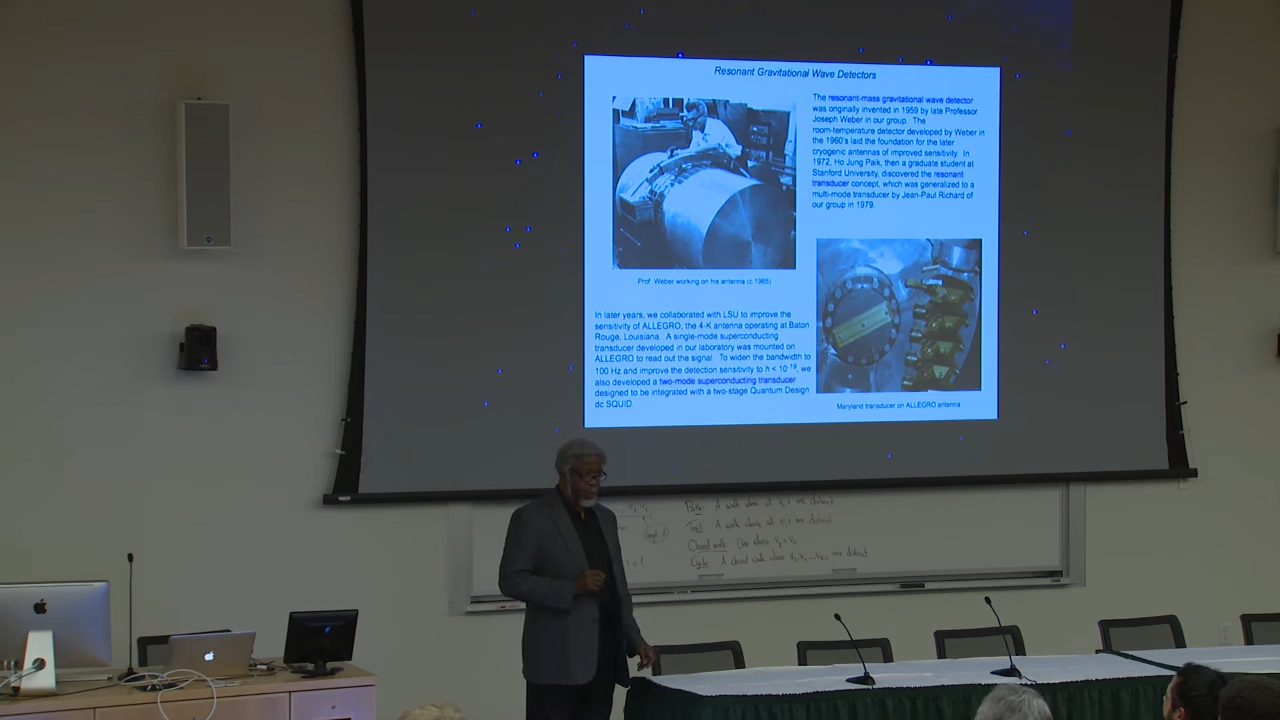 Resonant Gravitational Wave Detectors
The resonant-mass gravitational wave detector
was originally invented in 1959 by late Professor
Joseph Weber in our group. The
room-temperature detector developed by Weber in
the 1960's laid the foundation for the later
cryogenic antennas of improved sensitivity. In
1972, Ho Jung Paik, then a graduate student at
Stanford University, discovered the resonant
transducer concept, which was generalized to a
multi-mode transducer by Jean-Paul Richard of
our group in 1979.
Prof. Weber working on his antenna (c.1965)
In later years, we collaborated with LSU to improve the
sensitivity of ALLEGRO, the 4-K antenna operating at Baton
Rouge, Louisiana. A single-mode superconducting
transducer developed in our laboratory was mounted on
ALLEGRO to read out the signal. To widen the bandwidth to
100 Hz and improve the detection sensitivity to h < 10⁻¹⁹, we
also developed a two-mode superconducting transducer
designed to be integrated with a two-stage Quantum Design
dc SQUID.
Maryland transducer on ALLEGRO antenna
Path: A walk where all are distinct
Trail: A walk where all are distinct
Closed walk: One where
Cycle: A closed walk where are distinct